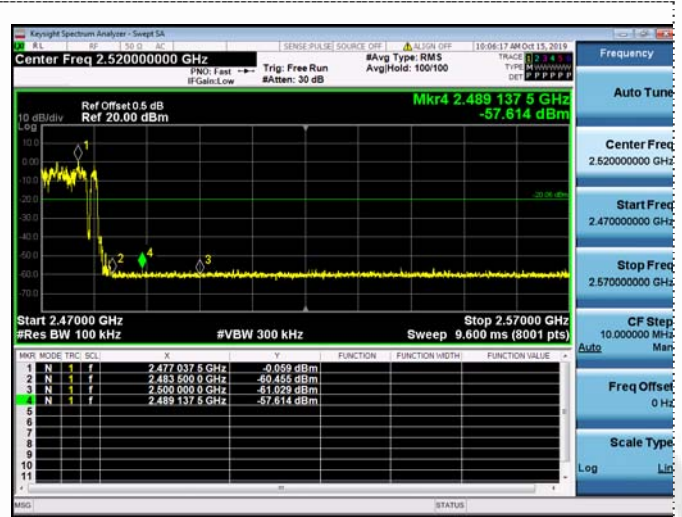 Keysight Spectrum Analyzer - Swept SA
RL RF 50 Ω AC SENSE:PULSE SOURCE OFF ALIGN OFF 10:06:17 AM Oct 15, 2019
Center Freq 2.520000000 GHz
PNO: Fast
IFGain:Low
Trig: Free Run
#Atten: 30 dB
#Avg Type: RMS
Avg|Hold: 100/100
TRACE 1 2 3 4 5 6
TYPE M WWWWW
DET P P P P P P
Frequency
Auto Tune
Center Freq
2.520000000 GHz
Start Freq
2.470000000 GHz
Stop Freq
2.570000000 GHz
CF Step
10.000000 MHz
Auto Man
Freq Offset
0 Hz
Scale Type
Log Lin
Mkr4 2.489 137 5 GHz
-57.614 dBm
Ref Offset 0.5 dB
10 dB/div Ref 20.00 dBm
Log
10.0
0.00
-10.0
-20.0
-30.0
-40.0
-50.0
-60.0
-70.0
1
2
4
3
-20.06 dBm
Start 2.47000 GHz Stop 2.57000 GHz
#Res BW 100 kHz #VBW 300 kHz Sweep 9.600 ms (8001 pts)
MKR MODE TRC SCL X Y FUNCTION FUNCTION WIDTH FUNCTION VALUE
1 N 1 f 2.477 037 5 GHz -0.059 dBm
2 N 1 f 2.483 500 0 GHz -60.455 dBm
3 N 1 f 2.500 000 0 GHz -61.029 dBm
4 N 1 f 2.489 137 5 GHz -57.614 dBm
5
6
7
8
9
10
11
MSG STATUS